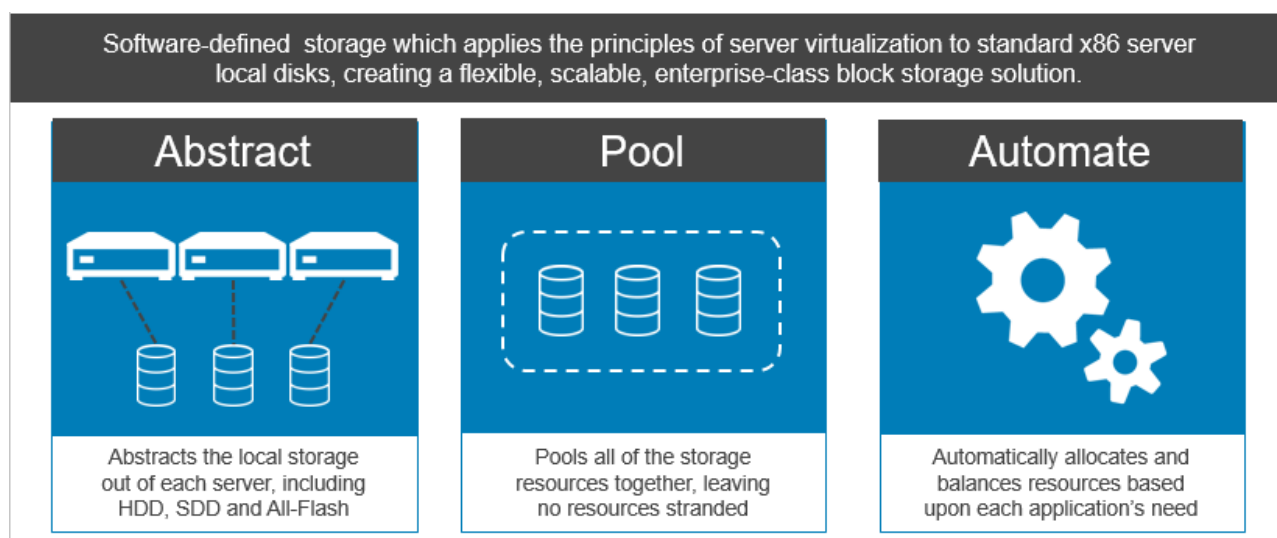 Software-defined storage which applies the principles of server virtualization to standard x86 server
local disks, creating a flexible, scalable, enterprise-class block storage solution.
Abstract
Abstracts the local storage
out of each server, including
HDD, SDD and All-Flash
Pool
Pools all of the storage
resources together, leaving
no resources stranded
Automate
Automatically allocates and
balances resources based
upon each application's need